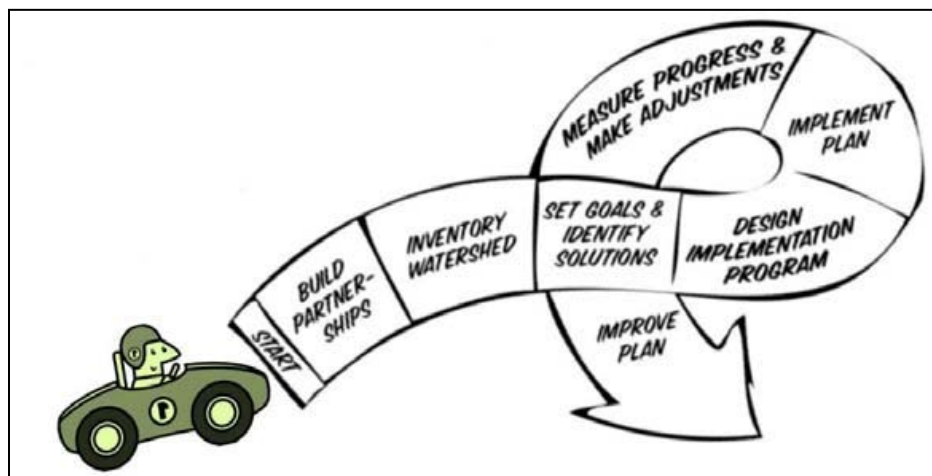 START
BUILD
PARTNER-
SHIPS
INVENTORY
WATERSHED
SET GOALS &
IDENTIFY
SOLUTIONS
DESIGN
IMPLEMENTATION
PROGRAM
IMPLEMENT
PLAN
MEASURE PROGRESS &
MAKE ADJUSTMENTS
IMPROVE
PLAN
1